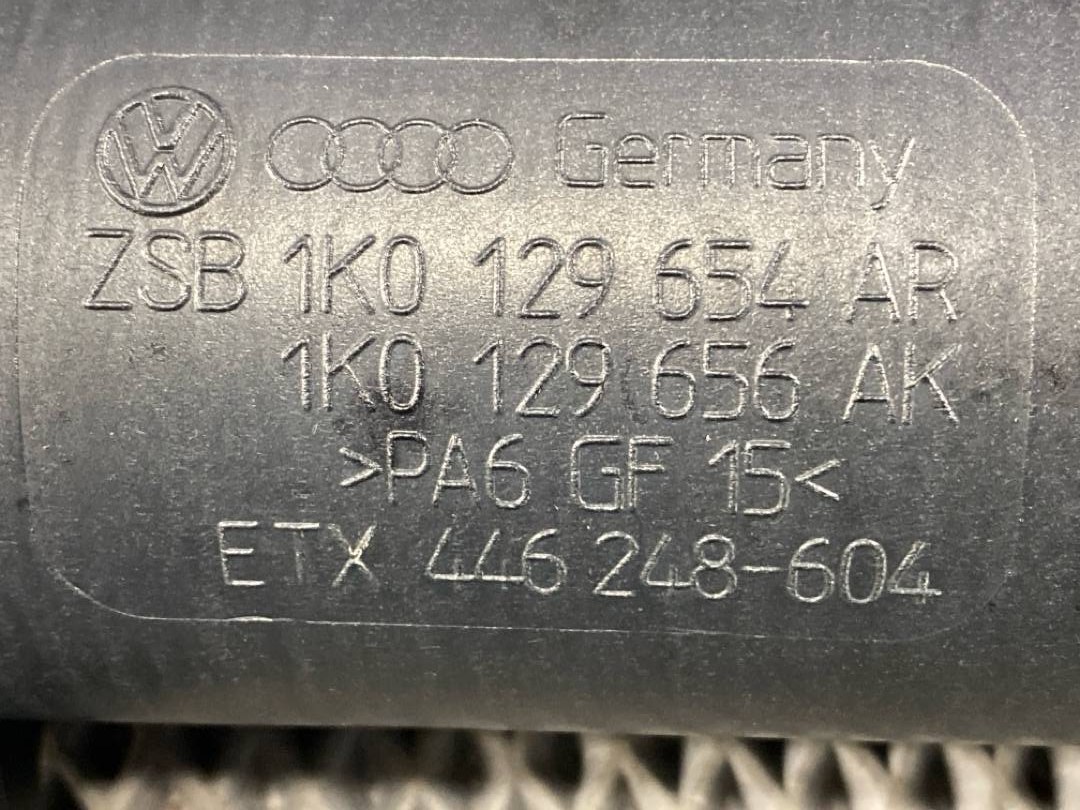 Germany
ZSB 1K0 129 654 AR
1K0 129 656 AK
>PA6 GF 15<
ETX 446 248-604